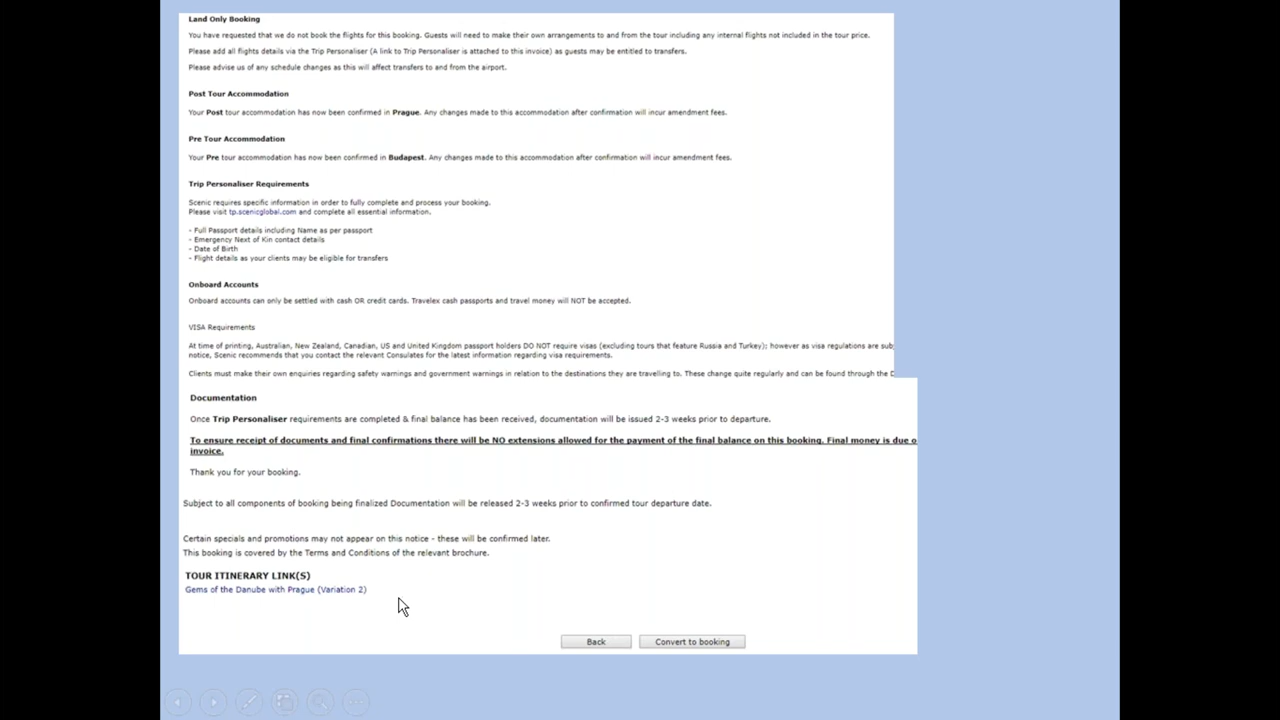 Land Only Booking
You have requested that we do not book the flights for this booking. Guests will need to make their own arrangements to and from the tour including any internal flights not included in the tour price.
Please add all flights details via the Trip Personaliser (A link to Trip Personaliser is attached to this invoice) as guests may be entitled to transfers.
Please advise us of any schedule changes as this will affect transfers to and from the airport.
Post Tour Accommodation
Your Post tour accommodation has now been confirmed in Prague. Any changes made to this accommodation after confirmation will incur amendment fees.
Pre Tour Accommodation
Your Pre tour accommodation has now been confirmed in Budapest. Any changes made to this accommodation after confirmation will incur amendment fees.
Trip Personaliser Requirements
Scenic requires specific information in order to fully complete and process your booking.
Please visit tp.scenicglobal.com and complete all essential information.
- Full Passport details including Name as per passport
- Emergency Next of Kin contact details
- Date of Birth
- Flight details as your clients may be eligible for transfers
Onboard Accounts
Onboard accounts can only be settled with cash OR credit cards. Travelex cash passports and travel money will NOT be accepted.
VISA Requirements
At time of printing, Australian, New Zealand, Canadian, US and United Kingdom passport holders DO NOT require visas (excluding tours that feature Russia and Turkey); however as visa regulations are
notice, Scenic recommends that you contact the relevant Consulates for the latest information regarding visa requirements.
Clients must make their own enquiries regarding safety warnings and government warnings in relation to the destinations they are travelling to. These change quite regularly and can be found through the
Documentation
Once Trip Personaliser requirements are completed & final balance has been received, documentation will be issued 2-3 weeks prior to departure.
To ensure receipt of documents and final confirmations there will be NO extensions allowed for the payment of the final balance on this booking. Final money is due
invoice.
Thank you for your booking.
Subject to all components of booking being finalized Documentation will be released 2-3 weeks prior to confirmed tour departure date.
Certain specials and promotions may not appear on this notice - these will be confirmed later.
This booking is covered by the Terms and Conditions of the relevant brochure.
TOUR ITINERARY LINK(S)
Gems of the Danube with Prague (Variation 2)
Back Convert to booking